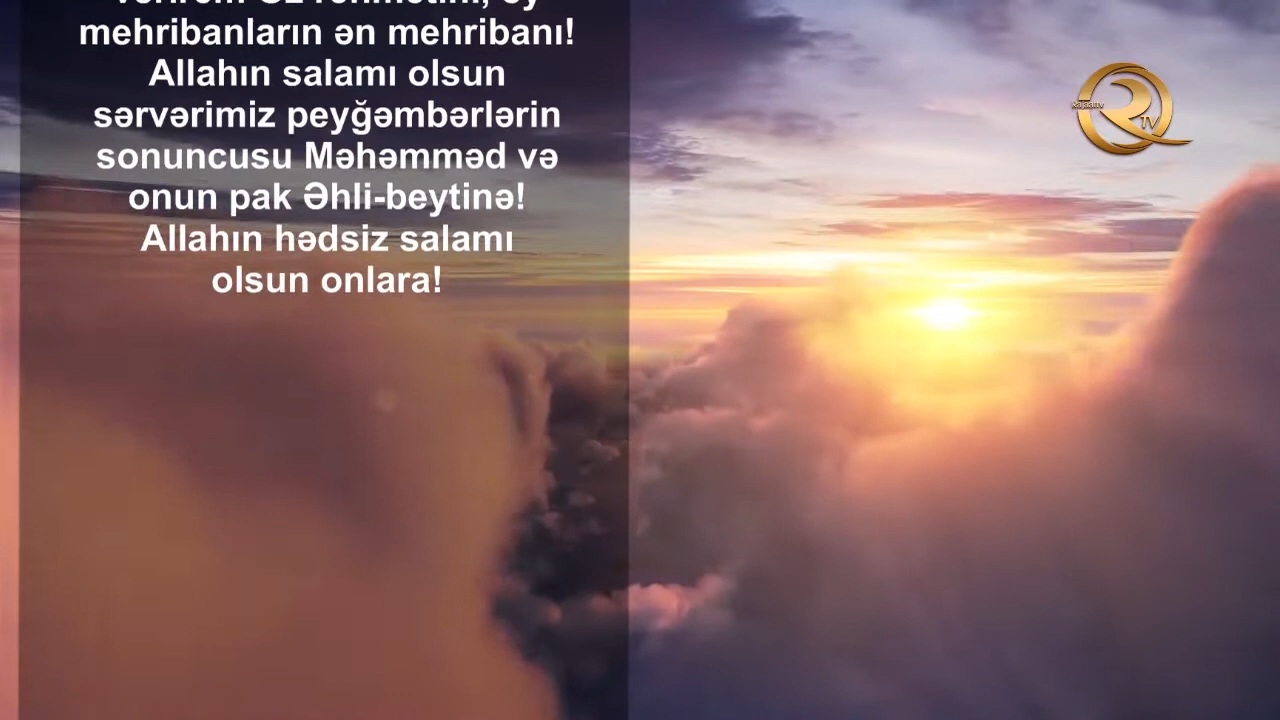 mehribanların ən mehribanı!
Allahın salamı olsun
sərvərimiz peyğəmbərlərin
sonuncusu Məhəmməd və
onun pak Əhli-beytinə!
Allahın hədsiz salamı
olsun onlara!
TV